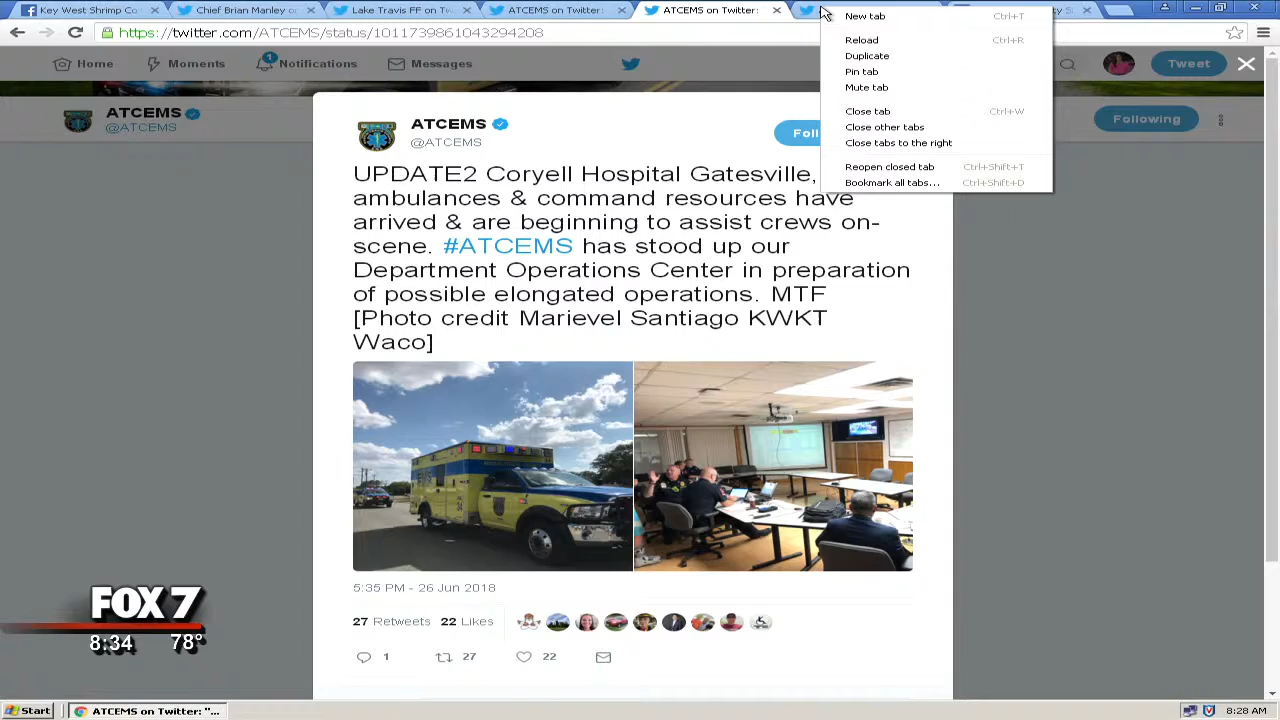 Key West Shrimp Co
Chief Brian Manley o
Lake Travis FF on Tw
ATCEMS on Twitter:
ATCEMS on Twitter:
https://twitter.com/ATCEMS/status/1011739861043294208
New tab Ctrl+T
Reload Ctrl+R
Duplicate
Pin tab
Mute tab
Close tab Ctrl+W
Close other tabs
Close tabs to the right
Reopen closed tab Ctrl+Shift+T
Bookmark all tabs... Ctrl+Shift+D
Home
Moments
1
Notifications
Messages
Tweet
ATCEMS
@ATCEMS
Following
ATCEMS
@ATCEMS
UPDATE2 Coryell Hospital Gatesville,
ambulances & command resources have
arrived & are beginning to assist crews on-
scene. #ATCEMS has stood up our
Department Operations Center in preparation
of possible elongated operations. MTF
[Photo credit Marievel Santiago KWKT
Waco]
5:35 PM - 26 Jun 2018
27 Retweets 22 Likes
1 27 22
FOX 7
8:34 78°
Start
ATCEMS on Twitter: "...
8:28 AM